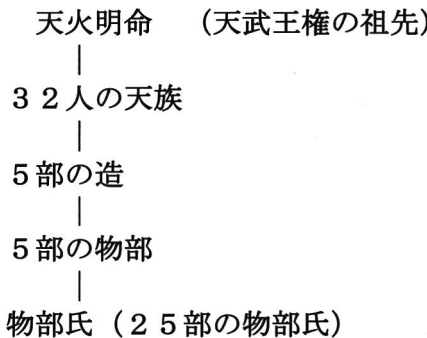 天火明命　（天武王権の祖先）
３２人の天族
５部の造
５部の物部
物部氏（２５部の物部氏）